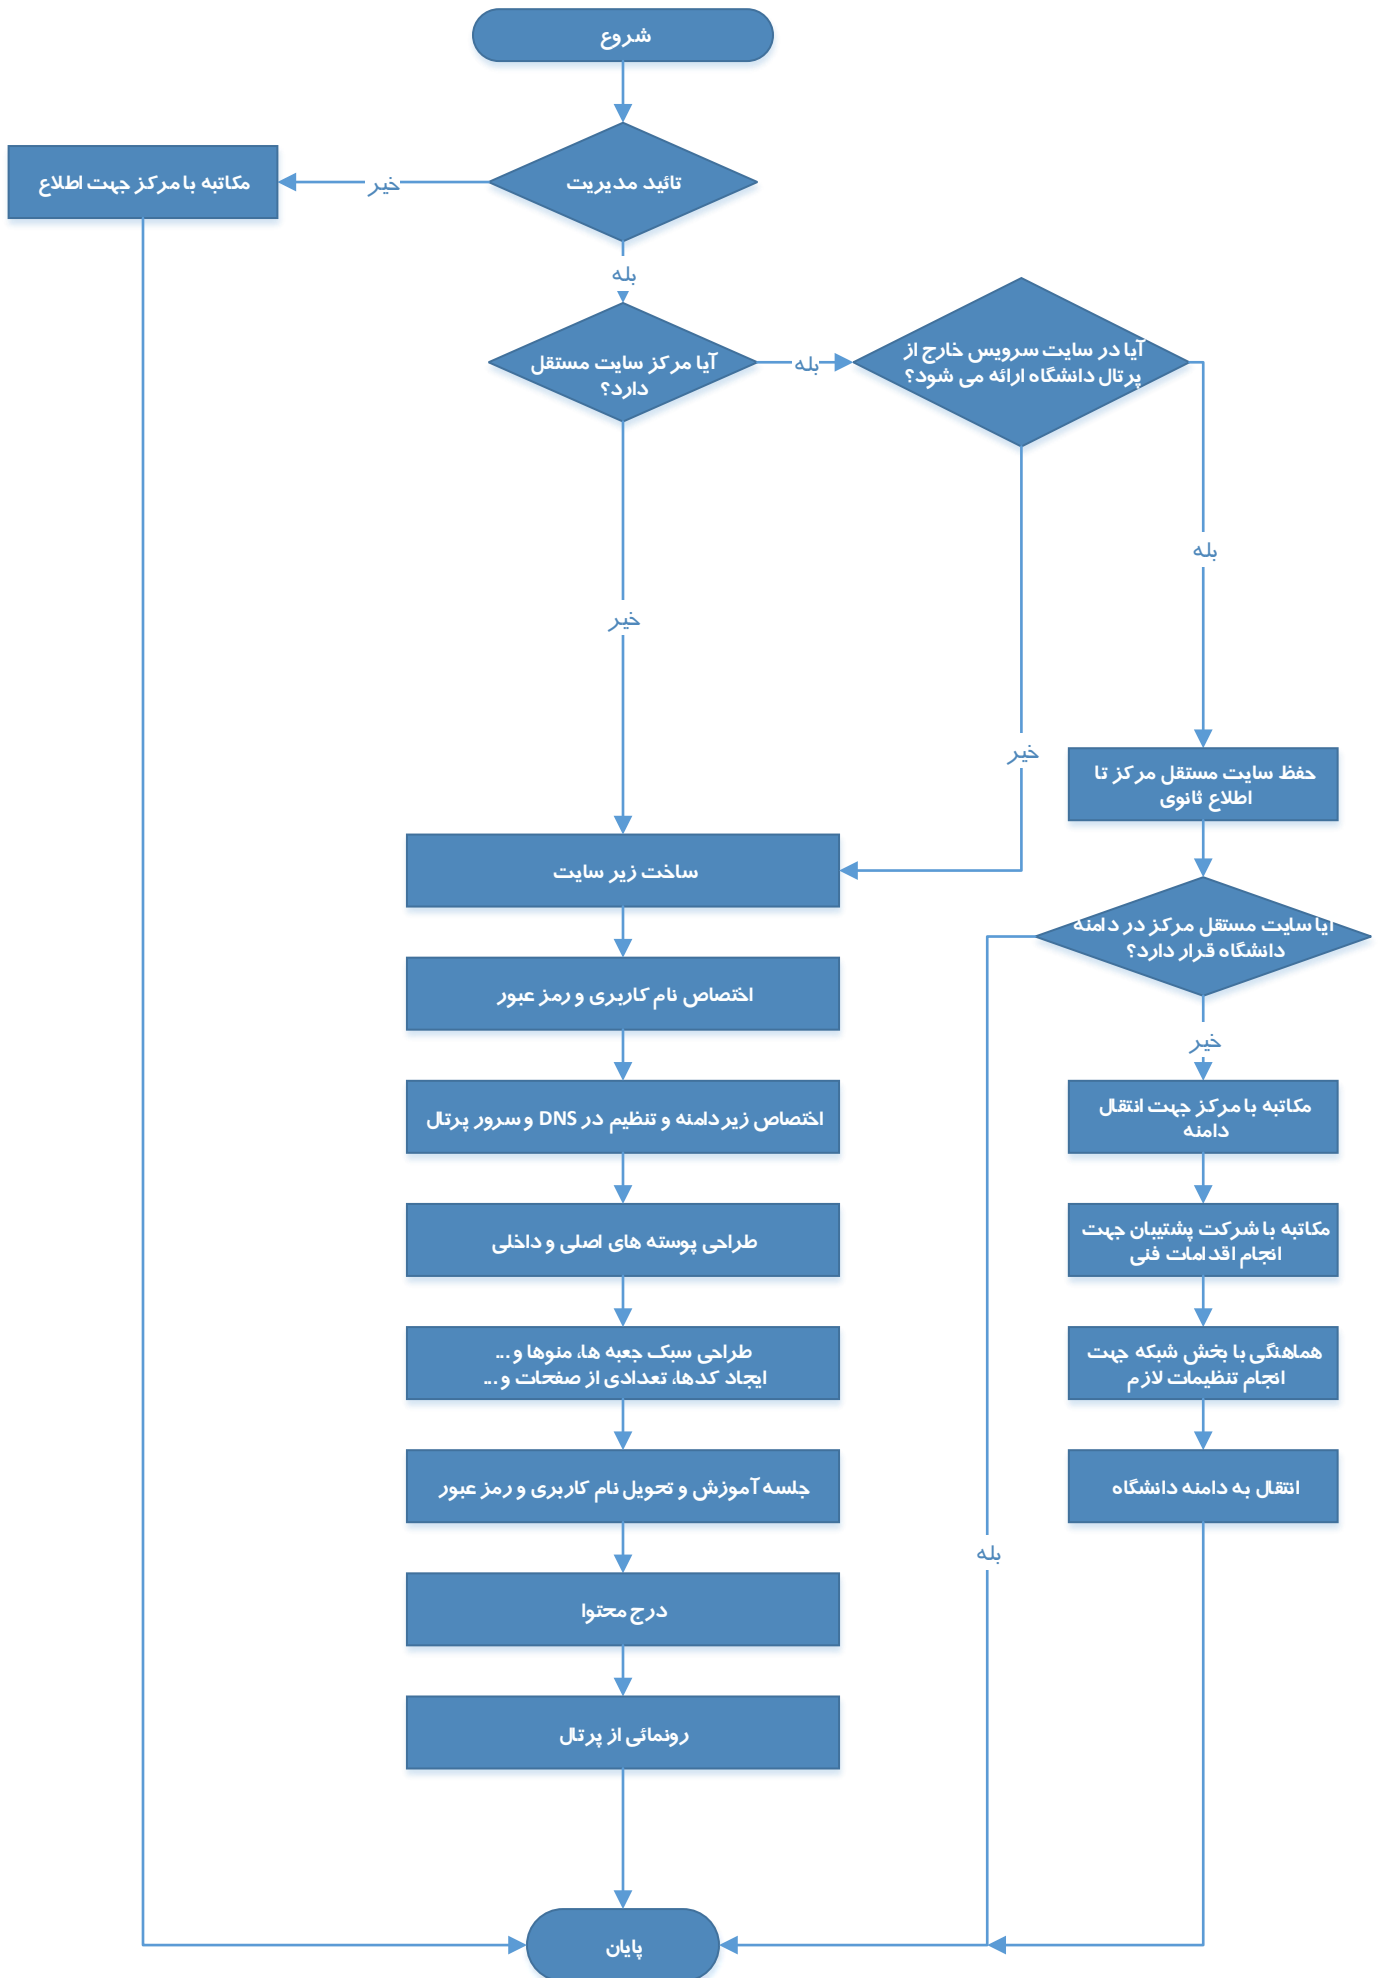 شروع
تائید مدیریت
خیر
مکاتبه با مرکز جهت اطلاع
بله
آیا مرکز سایت مستقل
دارد؟
بله
آیا در سایت سرویس خارج از
پرتال دانشگاه ارائه می شود؟
بله
خیر
خیر
حفظ سایت مستقل مرکز تا
اطلاع ثانوی
ساخت زیر سایت
آیا سایت مستقل مرکز در دامنه
دانشگاه قرار دارد؟
اختصاص نام کاربری و رمز عبور
خیر
مکاتبه با مرکز جهت انتقال
دامنه
اختصاص زیردامنه و تنظیم در DNS و سرور پرتال
مکاتبه با شرکت پشتیبان جهت
انجام اقدامات فنی
طراحی پوسته های اصلی و داخلی
هماهنگی با بخش شبکه جهت
انجام تنظیمات لازم
طراحی سبک جعبه ها، منوها و ...
ایجاد کدها، تعدادی از صفحات و ...
انتقال به دامنه دانشگاه
جلسه آموزش و تحویل نام کاربری و رمز عبور
بله
درج محتوا
رونمائی از پرتال
پایان